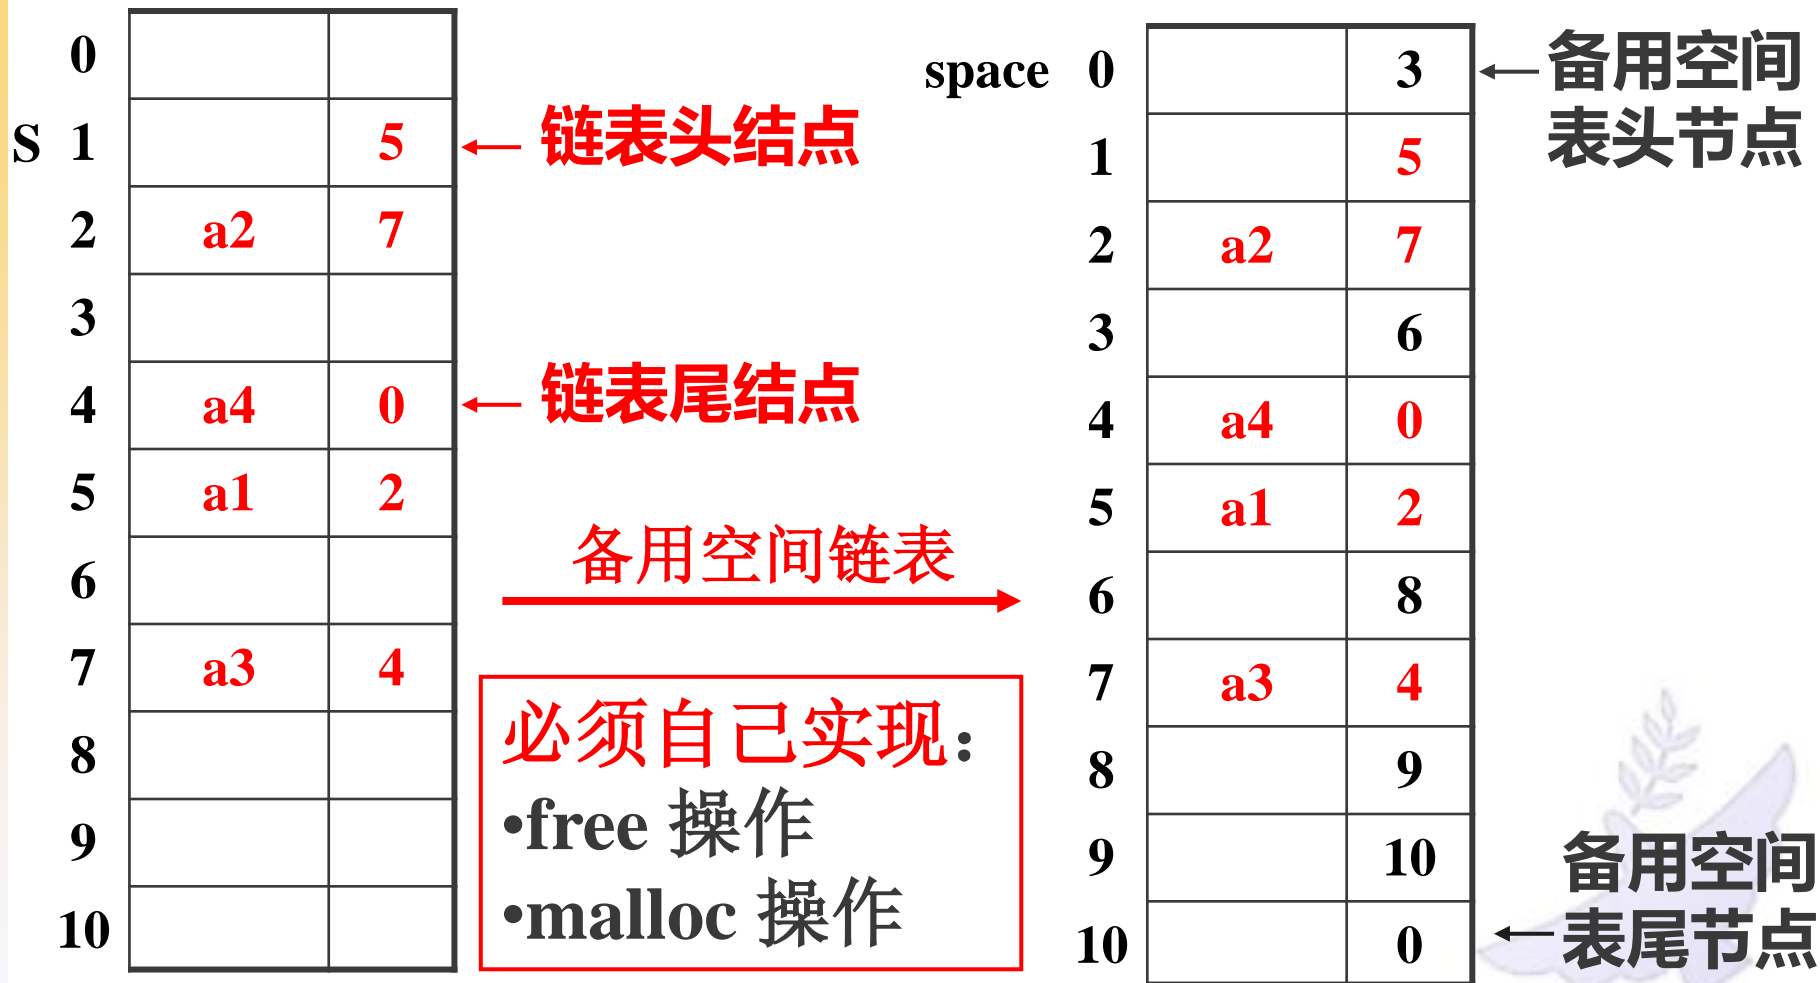 0
S 1 5
2 a2 7
3
4 a4 0
5 a1 2
6
7 a3 4
8
9
10
链表头结点
链表尾结点
备用空间链表
必须自己实现：
•free 操作
•malloc 操作
space 0 3
1 5
2 a2 7
3 6
4 a4 0
5 a1 2
6 8
7 a3 4
8 9
9 10
10 0
备用空间
表头节点
备用空间
表尾节点